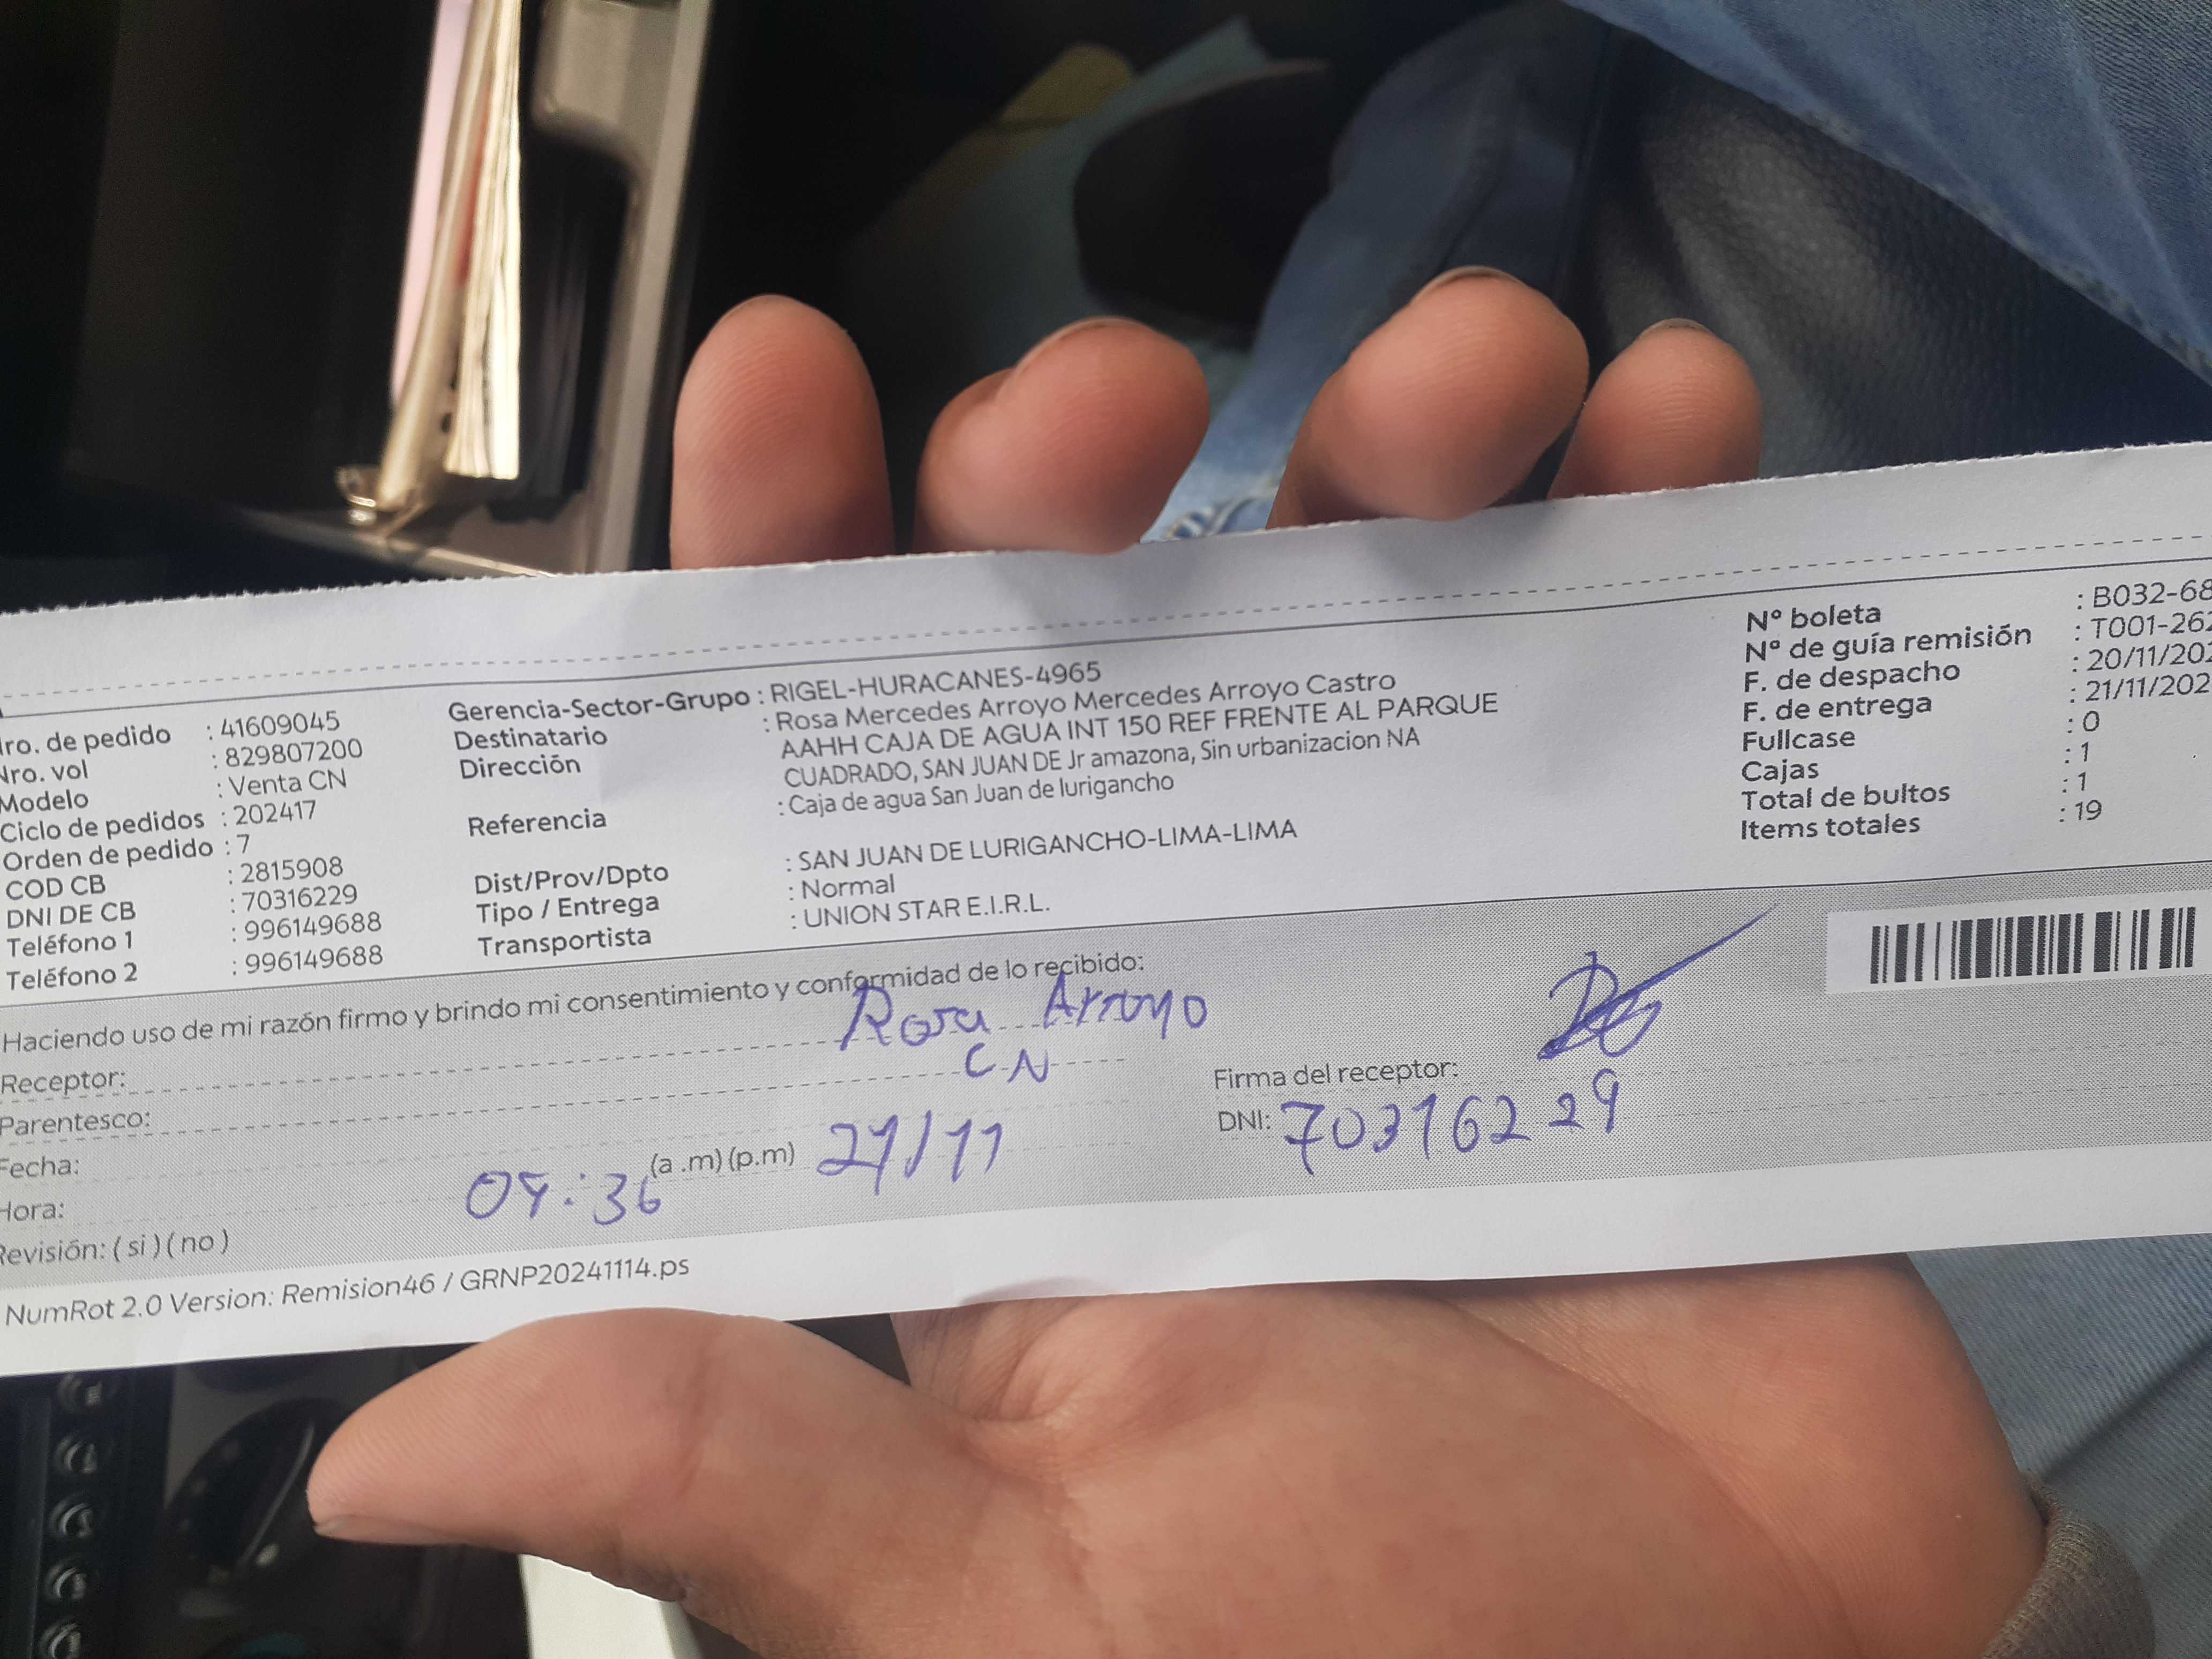 Nro. de pedido : 41609045
Nro. vol : 829807200
Modelo : Venta CN
Ciclo de pedidos : 202417
Orden de pedido : 7
COD CB : 2815908
DNI DE CB : 70316229
Teléfono 1 : 996149688
Teléfono 2 : 996149688
Gerencia-Sector-Grupo : RIGEL-HURACANES-4965
Destinatario : Rosa Mercedes Arroyo Mercedes Arroyo Castro
Dirección AAHH CAJA DE AGUA INT 150 REF FRENTE AL PARQUE
CUADRADO, SAN JUAN DE Jr amazona, Sin urbanizacion NA
Referencia : Caja de agua San Juan de lurigancho
Dist/Prov/Dpto : SAN JUAN DE LURIGANCHO-LIMA-LIMA
Tipo / Entrega : Normal
Transportista : UNION STAR E.I.R.L.
Nº boleta : B032-68
Nº de guía remisión : T001-262
F. de despacho : 20/11/202
F. de entrega : 21/11/202
Fullcase : 0
Cajas : 1
Total de bultos : 1
Items totales : 19
Haciendo uso de mi razón firmo y brindo mi consentimiento y conformidad de lo recibido:
Receptor: Rosa Arroyo
Parentesco: CN
Fecha: 21/11
Hora: 09:36 (a .m) (p.m)
Revisión: ( si ) ( no )
Firma del receptor:
DNI: 70316229
NumRot 2.0 Version: Remision46 / GRNP20241114.ps